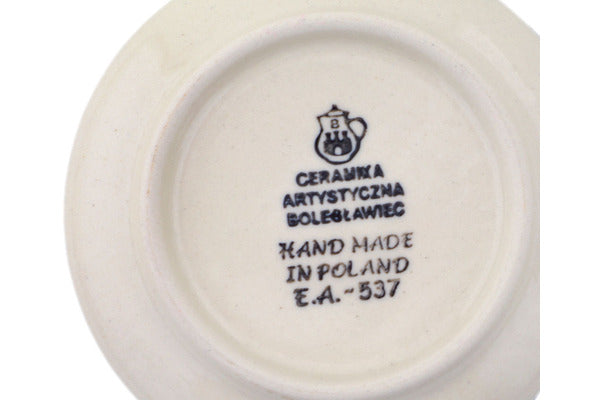 B
CERAMIKA
ARTYSTYCZNA
BOLESŁAWIEC
HAND MADE
IN POLAND
E.A.-537